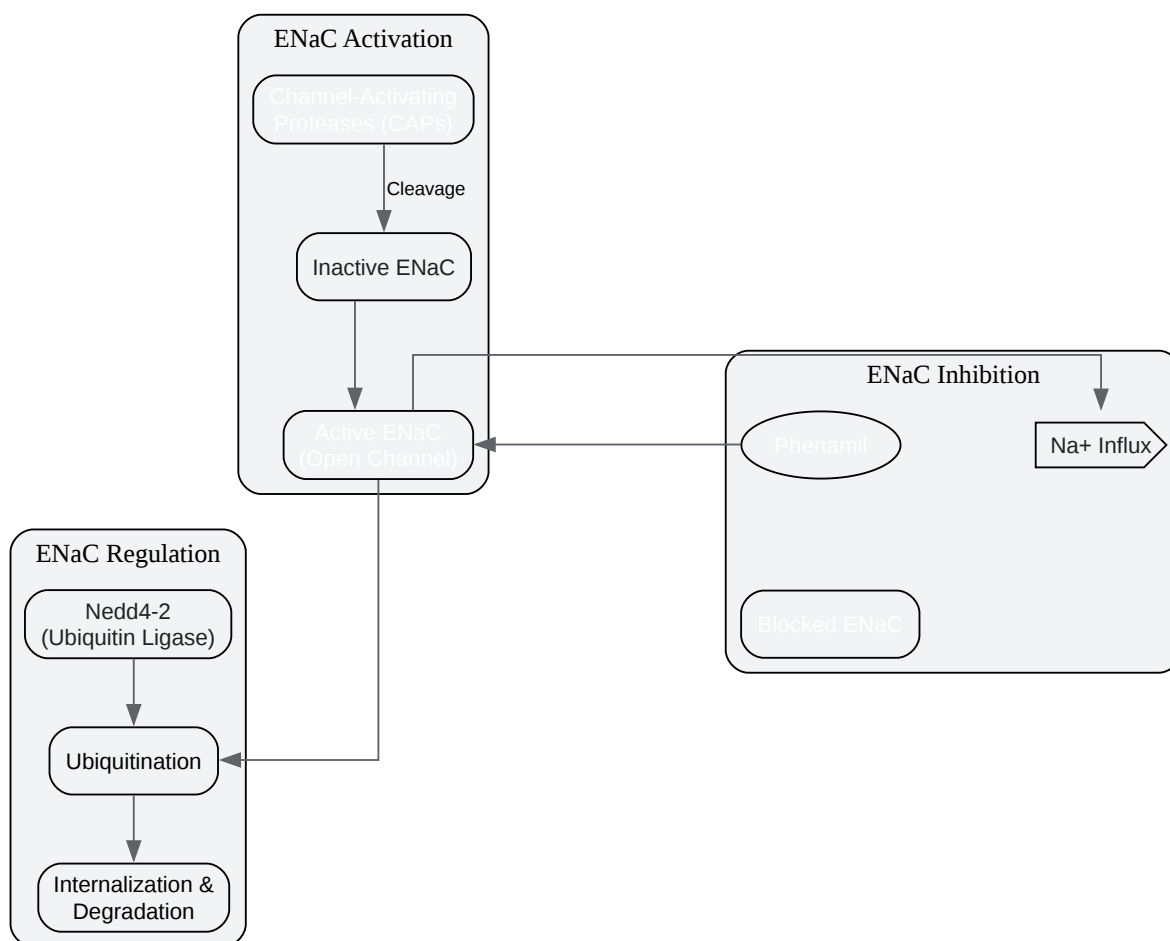 ENaC Activation
Channel-Activating
Proteases (CAPs)
Cleavage
Inactive ENaC
Active ENaC
(Open Channel)
ENaC Inhibition
Phenamil
Na+ Influx
Blocked ENaC
ENaC Regulation
Nedd4-2
(Ubiquitin Ligase)
Ubiquitination
Internalization &
Degradation